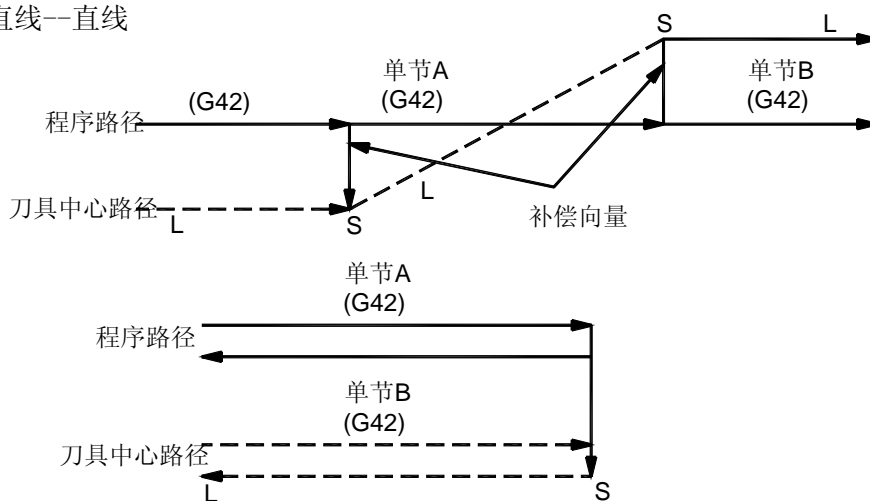 直线--直线
S
L
单节A
(G42)
单节B
(G42)
(G42)
程序路径
刀具中心路径
L
S
L
补偿向量
单节A
(G42)
程序路径
单节B
(G42)
刀具中心路径
L
S